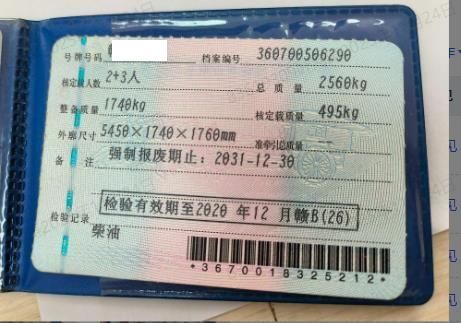 号牌号码 档案编号 360700506290
核定载人数 2+3人 总质量 2560kg
整备质量 1740kg 核定载质量 495kg
外廓尺寸 5450×1740×1760mm 准牵引总质量 --
备注 强制报废期止：2031-12-30
检验有效期至2020 年12 月赣B(26)
检验记录
柴油
*3670018325212*